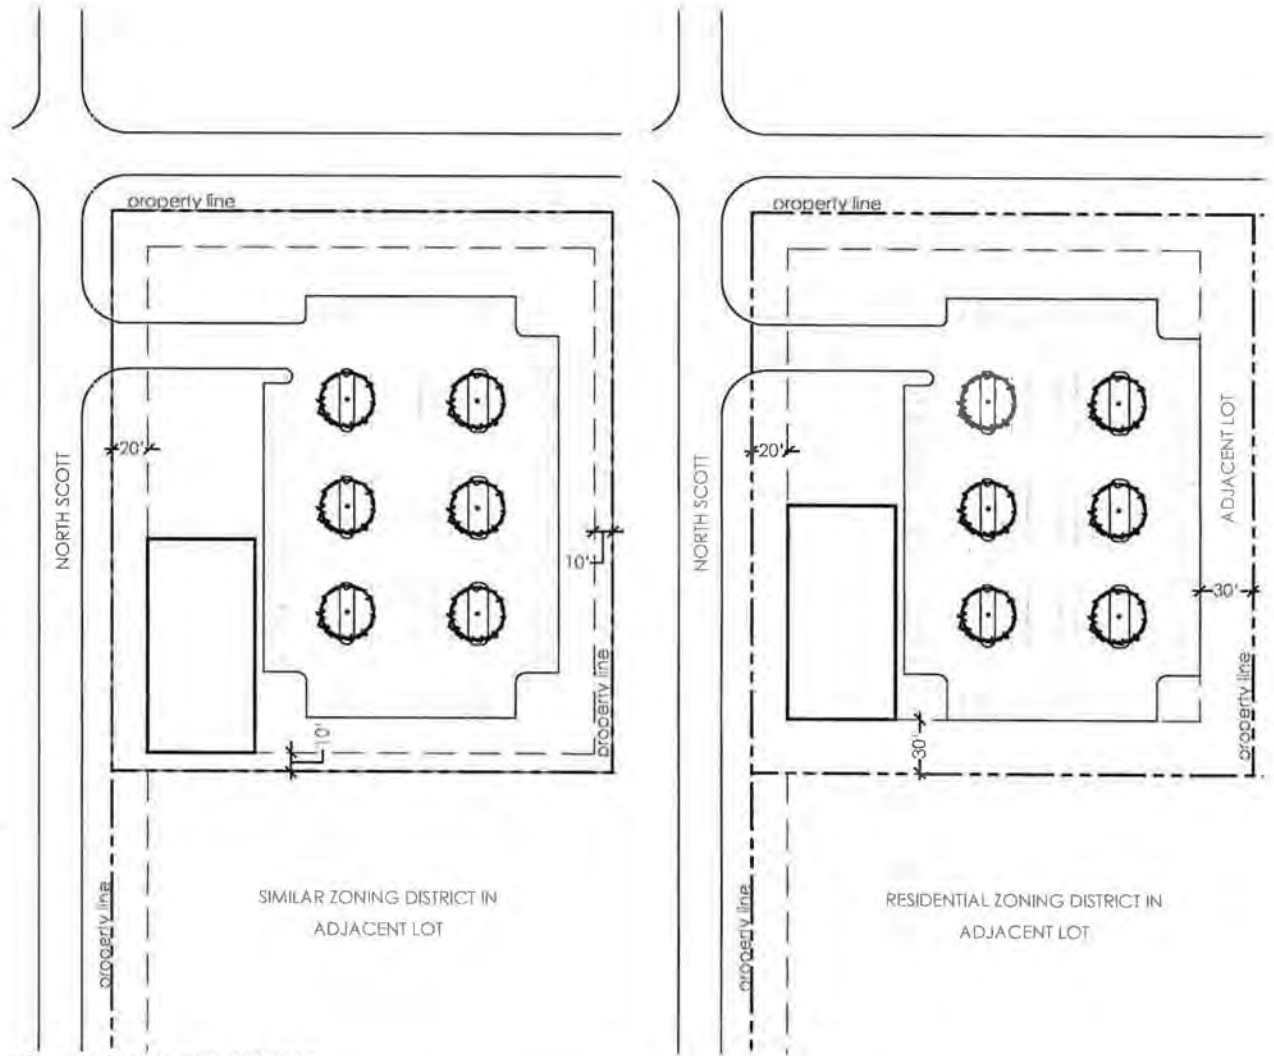 property line
NORTH SCOTT
20'
10'
property line
10'
property line
SIMILAR ZONING DISTRICT IN
ADJACENT LOT
property line
NORTH SCOTT
20'
ADJACENT LOT
30'
property line
30'
property line
RESIDENTIAL ZONING DISTRICT IN
ADJACENT LOT